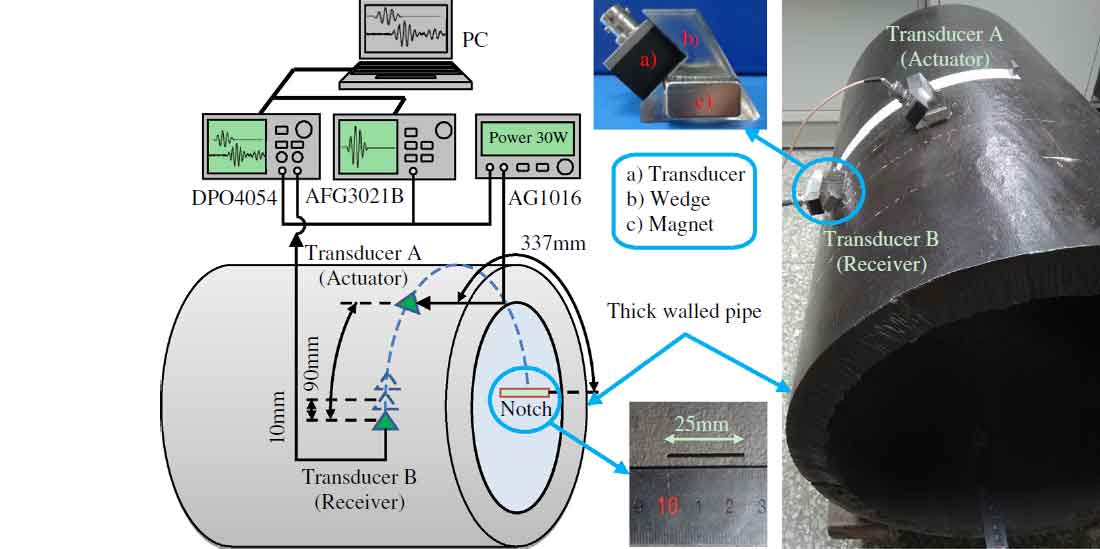 PC
Power 30W
DPO4054
AFG3021B
AG1016
Transducer A
(Actuator)
337mm
90mm
10mm
Notch
Transducer B
(Receiver)
a)
b)
c)
a) Transducer
b) Wedge
c) Magnet
Thick walled pipe
25mm
10 1 2 3
Transducer A
(Actuator)
Transducer B
(Receiver)